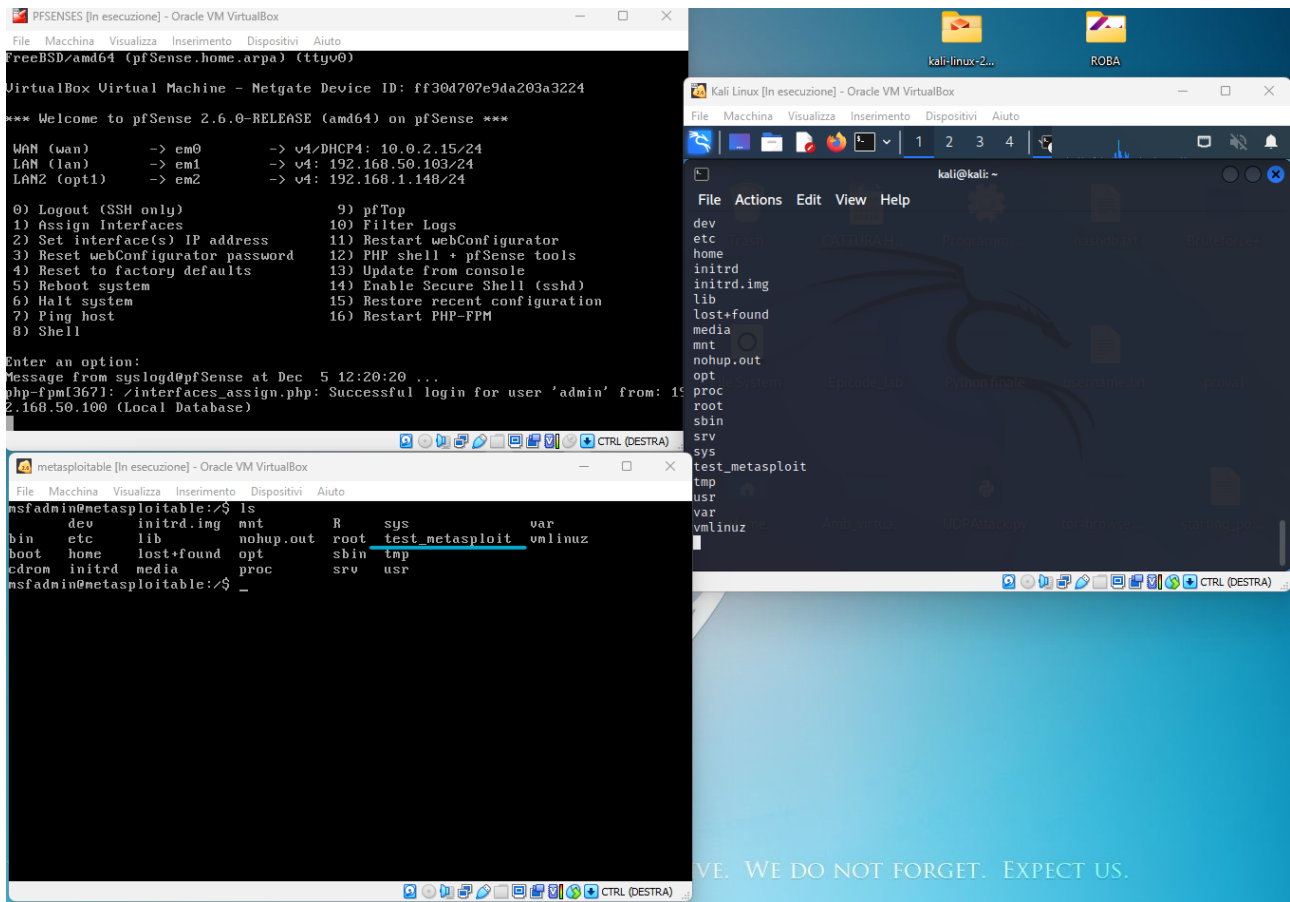 PFSENSES [In esecuzione] - Oracle VM VirtualBox
File Macchina Visualizza Inserimento Dispositivi Aiuto
FreeBSD/amd64 (pfSense.home.arpa) (ttyv0)
VirtualBox Virtual Machine - Netgate Device ID: ff30d707e9da203a3224
*** Welcome to pfSense 2.6.0-RELEASE (amd64) on pfSense ***
WAN (wan) -> em0 -> v4/DHCP4: 10.0.2.15/24
LAN (lan) -> em1 -> v4: 192.168.50.103/24
LAN2 (opt1) -> em2 -> v4: 192.168.1.148/24
0) Logout (SSH only) 9) pfTop
1) Assign Interfaces 10) Filter Logs
2) Set interface(s) IP address 11) Restart webConfigurator
3) Reset webConfigurator password 12) PHP shell + pfSense tools
4) Reset to factory defaults 13) Update from console
5) Reboot system 14) Enable Secure Shell (sshd)
6) Halt system 15) Restore recent configuration
7) Ping host 16) Restart PHP-FPM
8) Shell
Enter an option:
Message from syslogd@pfSense at Dec 5 12:20:20 ...
php-fpm[367]: /interfaces_assign.php: Successful login for user 'admin' from: 19
2.168.50.100 (Local Database)
CTRL (DESTRA)
kali-linux-2...
ROBA
Kali Linux [In esecuzione] - Oracle VM VirtualBox
File Macchina Visualizza Inserimento Dispositivi Aiuto
1 2 3 4
kali@kali: ~
File Actions Edit View Help
dev
etc
home
initrd
initrd.img
lib
lost+found
media
mnt
nohup.out
opt
proc
root
sbin
srv
sys
test_metasploit
tmp
usr
var
vmlinuz
CTRL (DESTRA)
metasploitable [In esecuzione] - Oracle VM VirtualBox
File Macchina Visualizza Inserimento Dispositivi Aiuto
msfadmin@metasploitable:/$ ls
dev initrd.img mnt R sys var
bin etc lib nohup.out root test_metasploit vmlinuz
boot home lost+found opt sbin tmp
cdrom initrd media proc srv usr
msfadmin@metasploitable:/$ _
CTRL (DESTRA)
VE. WE DO NOT FORGET. EXPECT US.